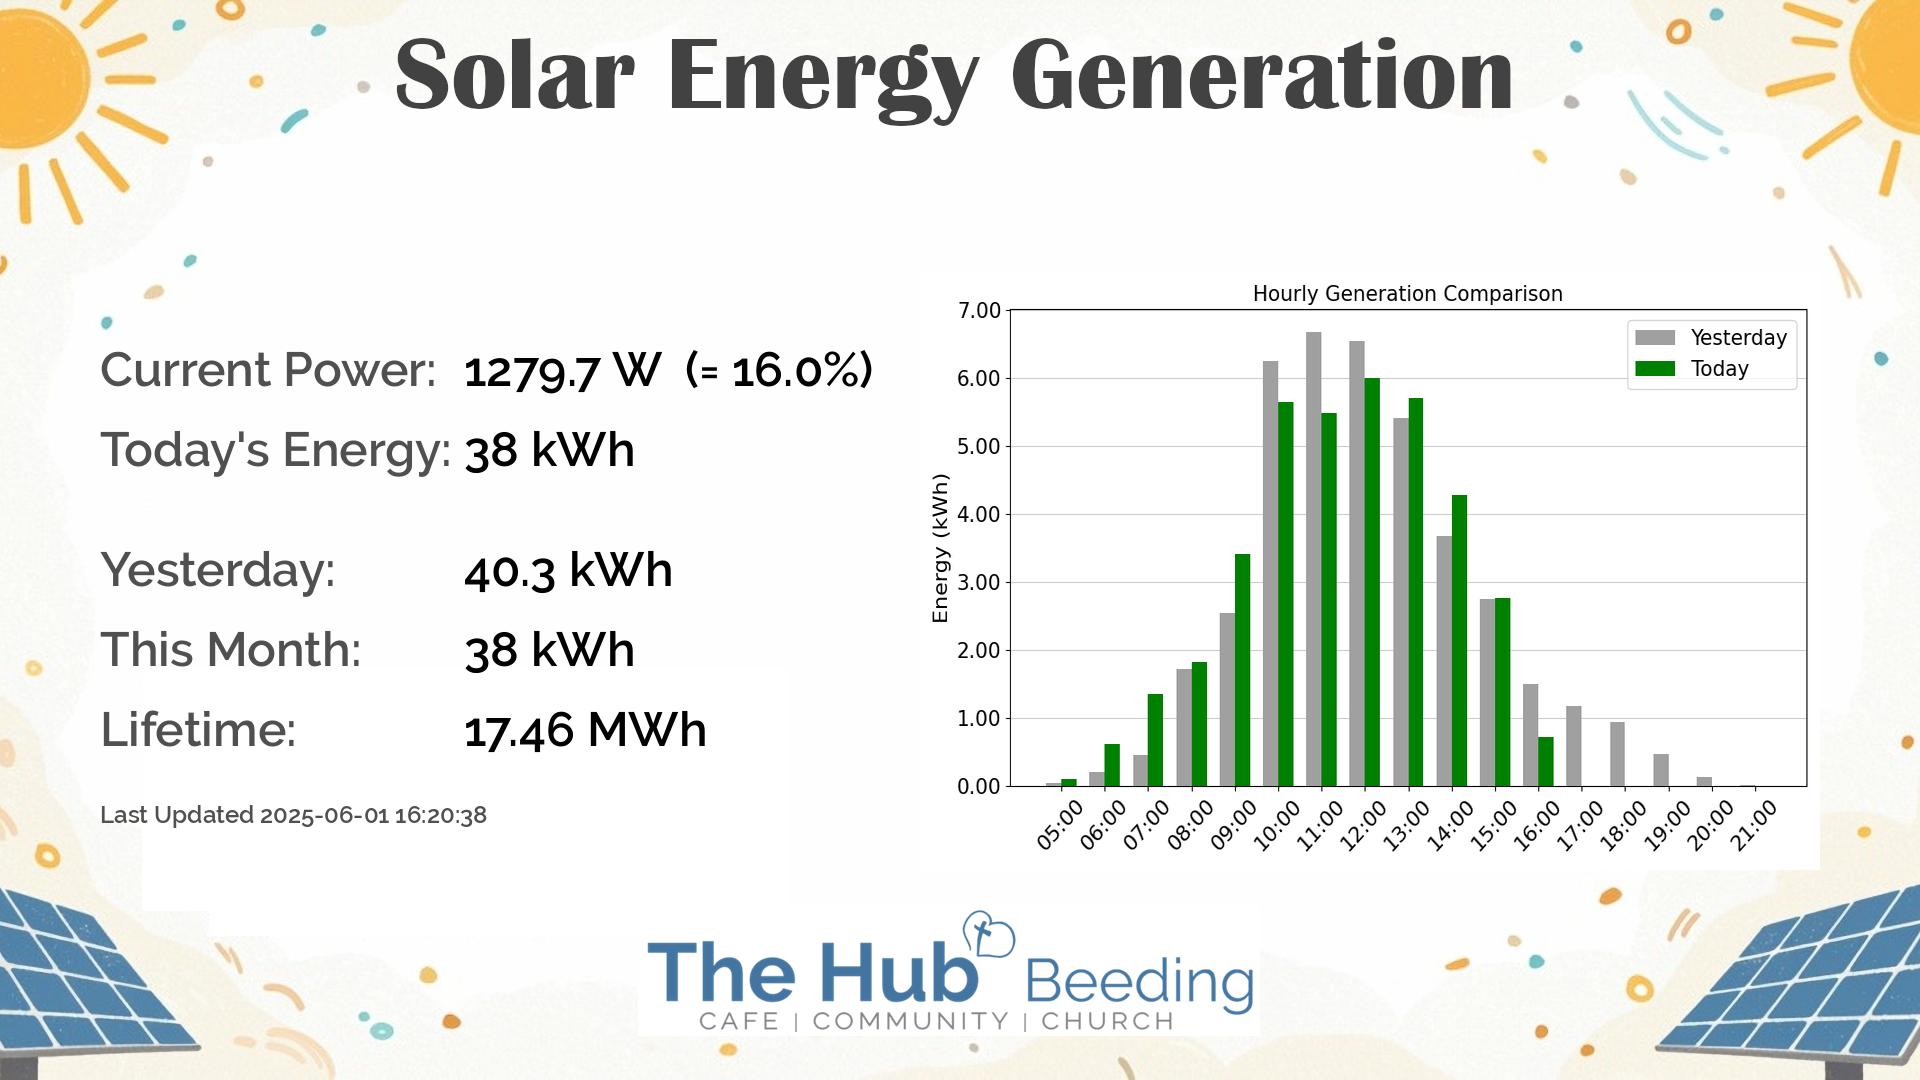 Solar Energy Generation
Current Power: 1279.7 W (= 16.0%)
Today's Energy: 38 kWh
Yesterday: 40.3 kWh
This Month: 38 kWh
Lifetime: 17.46 MWh
Last Updated 2025-06-01 16:20:38
Hourly Generation Comparison
Yesterday
Today
Energy (kWh)
7.00
6.00
5.00
4.00
3.00
2.00
1.00
0.00
05:00 06:00 07:00 08:00 09:00 10:00 11:00 12:00 13:00 14:00 15:00 16:00 17:00 18:00 19:00 20:00 21:00
The Hub Beeding
CAFE | COMMUNITY | CHURCH